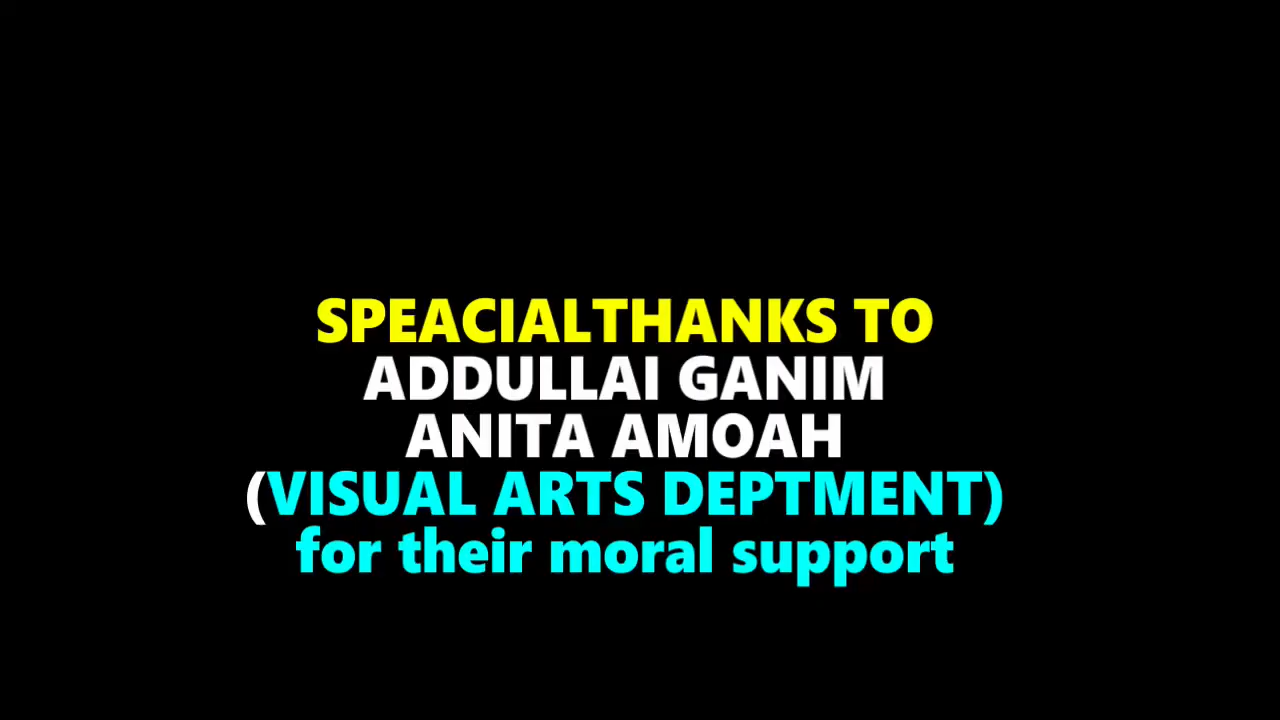 SPEACIALTHANKS TO
ADDULLAI GANIM
ANITA AMOAH
(VISUAL ARTS DEPTMENT)
for their moral support